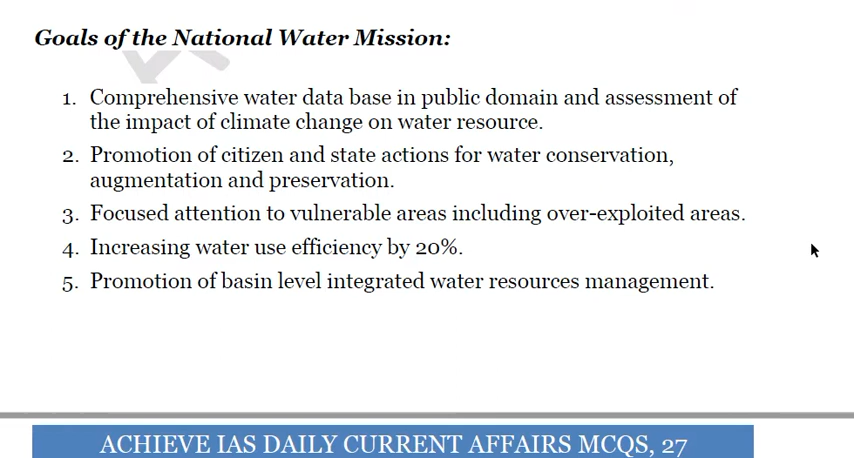 Goals of the National Water Mission:
1. Comprehensive water data base in public domain and assessment of
the impact of climate change on water resource.
2. Promotion of citizen and state actions for water conservation,
augmentation and preservation.
3. Focused attention to vulnerable areas including over-exploited areas.
4. Increasing water use efficiency by 20%.
5. Promotion of basin level integrated water resources management.
ACHIEVE IAS DAILY CURRENT AFFAIRS MCQS, 27